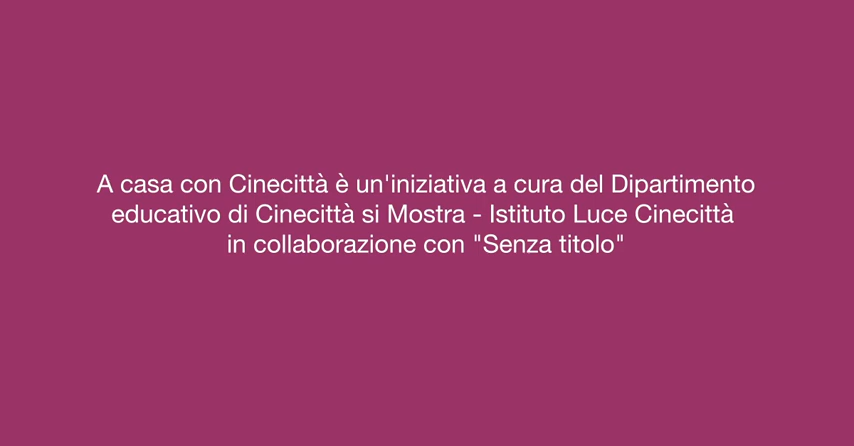 A casa con Cinecittà è un'iniziativa a cura del Dipartimento
educativo di Cinecittà si Mostra - Istituto Luce Cinecittà
in collaborazione con "Senza titolo"